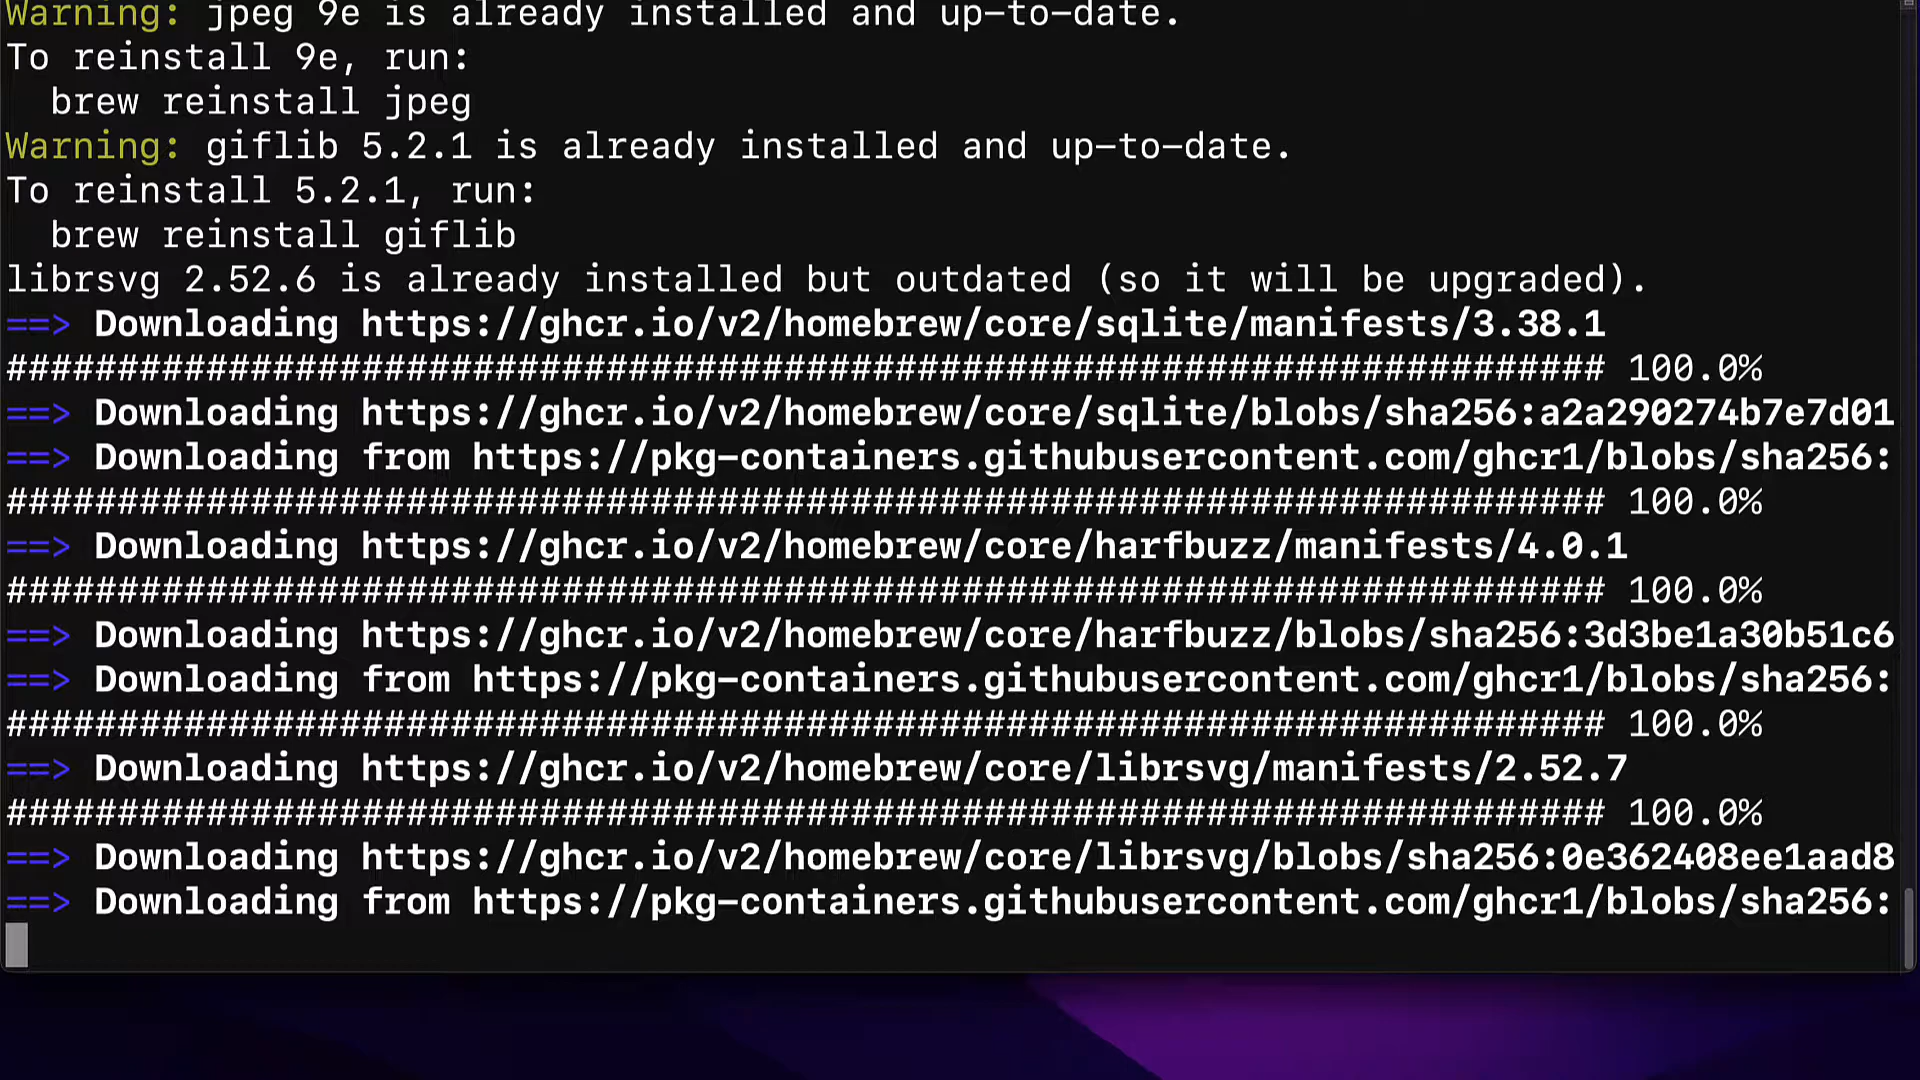 Warning: jpeg 9e is already installed and up-to-date.
To reinstall 9e, run:
  brew reinstall jpeg
Warning: giflib 5.2.1 is already installed and up-to-date.
To reinstall 5.2.1, run:
  brew reinstall giflib
librsvg 2.52.6 is already installed but outdated (so it will be upgraded).
==> Downloading https://ghcr.io/v2/homebrew/core/sqlite/manifests/3.38.1
######################################################################## 100.0%
==> Downloading https://ghcr.io/v2/homebrew/core/sqlite/blobs/sha256:a2a290274b7e7d01
==> Downloading from https://pkg-containers.githubusercontent.com/ghcr1/blobs/sha256:
######################################################################## 100.0%
==> Downloading https://ghcr.io/v2/homebrew/core/harfbuzz/manifests/4.0.1
######################################################################## 100.0%
==> Downloading https://ghcr.io/v2/homebrew/core/harfbuzz/blobs/sha256:3d3be1a30b51c6
==> Downloading from https://pkg-containers.githubusercontent.com/ghcr1/blobs/sha256:
######################################################################## 100.0%
==> Downloading https://ghcr.io/v2/homebrew/core/librsvg/manifests/2.52.7
######################################################################## 100.0%
==> Downloading https://ghcr.io/v2/homebrew/core/librsvg/blobs/sha256:0e362408ee1aad8
==> Downloading from https://pkg-containers.githubusercontent.com/ghcr1/blobs/sha256: